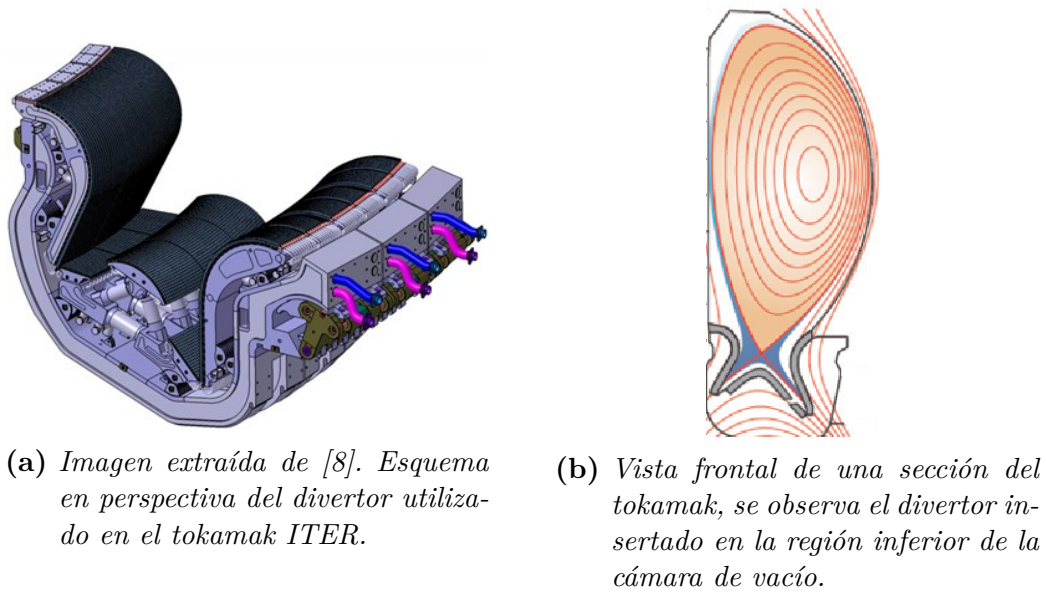 (a) Imagen extraída de [8]. Esquema
en perspectiva del divertor utiliza-
do en el tokamak ITER.
(b) Vista frontal de una sección del
tokamak, se observa el divertor in-
sertado en la región inferior de la
cámara de vacío.